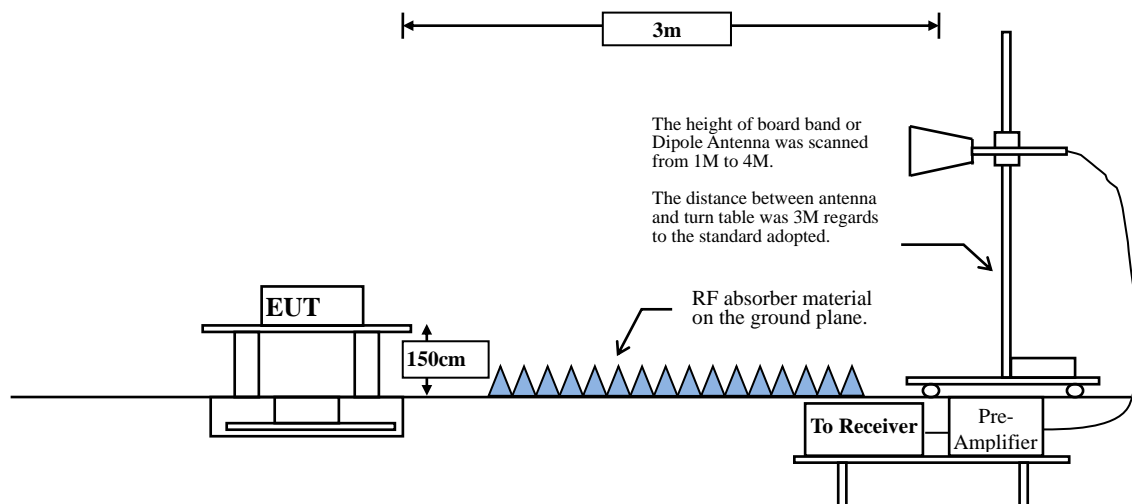 3m
The height of board band or
Dipole Antenna was scanned
from 1M to 4M.
The distance between antenna
and turn table was 3M regards
to the standard adopted.
EUT
RF absorber material
on the ground plane.
150cm
To Receiver
Pre-
Amplifier